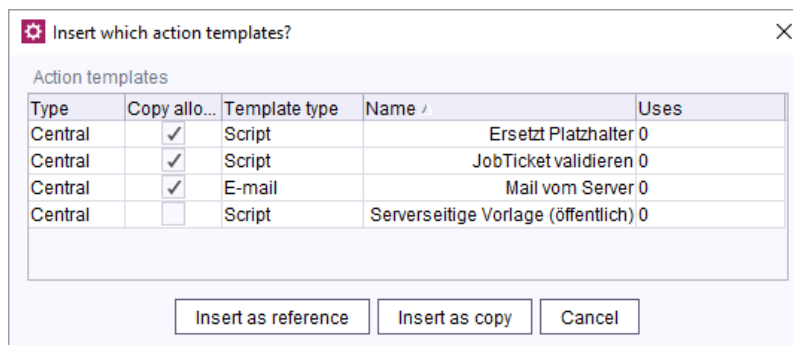 Insert which action templates?
Action templates
Type Copy allo... Template type Name Uses
Central Script Ersetzt Platzhalter 0
Central Script JobTicket validieren 0
Central E-mail Mail vom Server 0
Central Script Serverseitige Vorlage (öffentlich) 0
Insert as reference Insert as copy Cancel